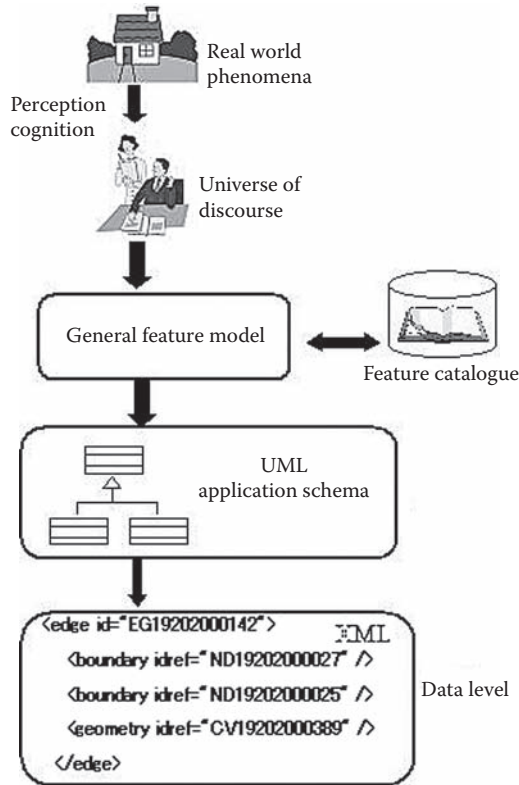 Real world
phenomena
Perception
cognition
Universe of
discourse
General feature model
Feature catalogue
UML
application schema
<edge id="EG19202000142">
XML
<boundary idref="ND19202000027" />
<boundary idref="ND19202000025" />
<geometry idref="CV19202000389" />
</edge>
Data level